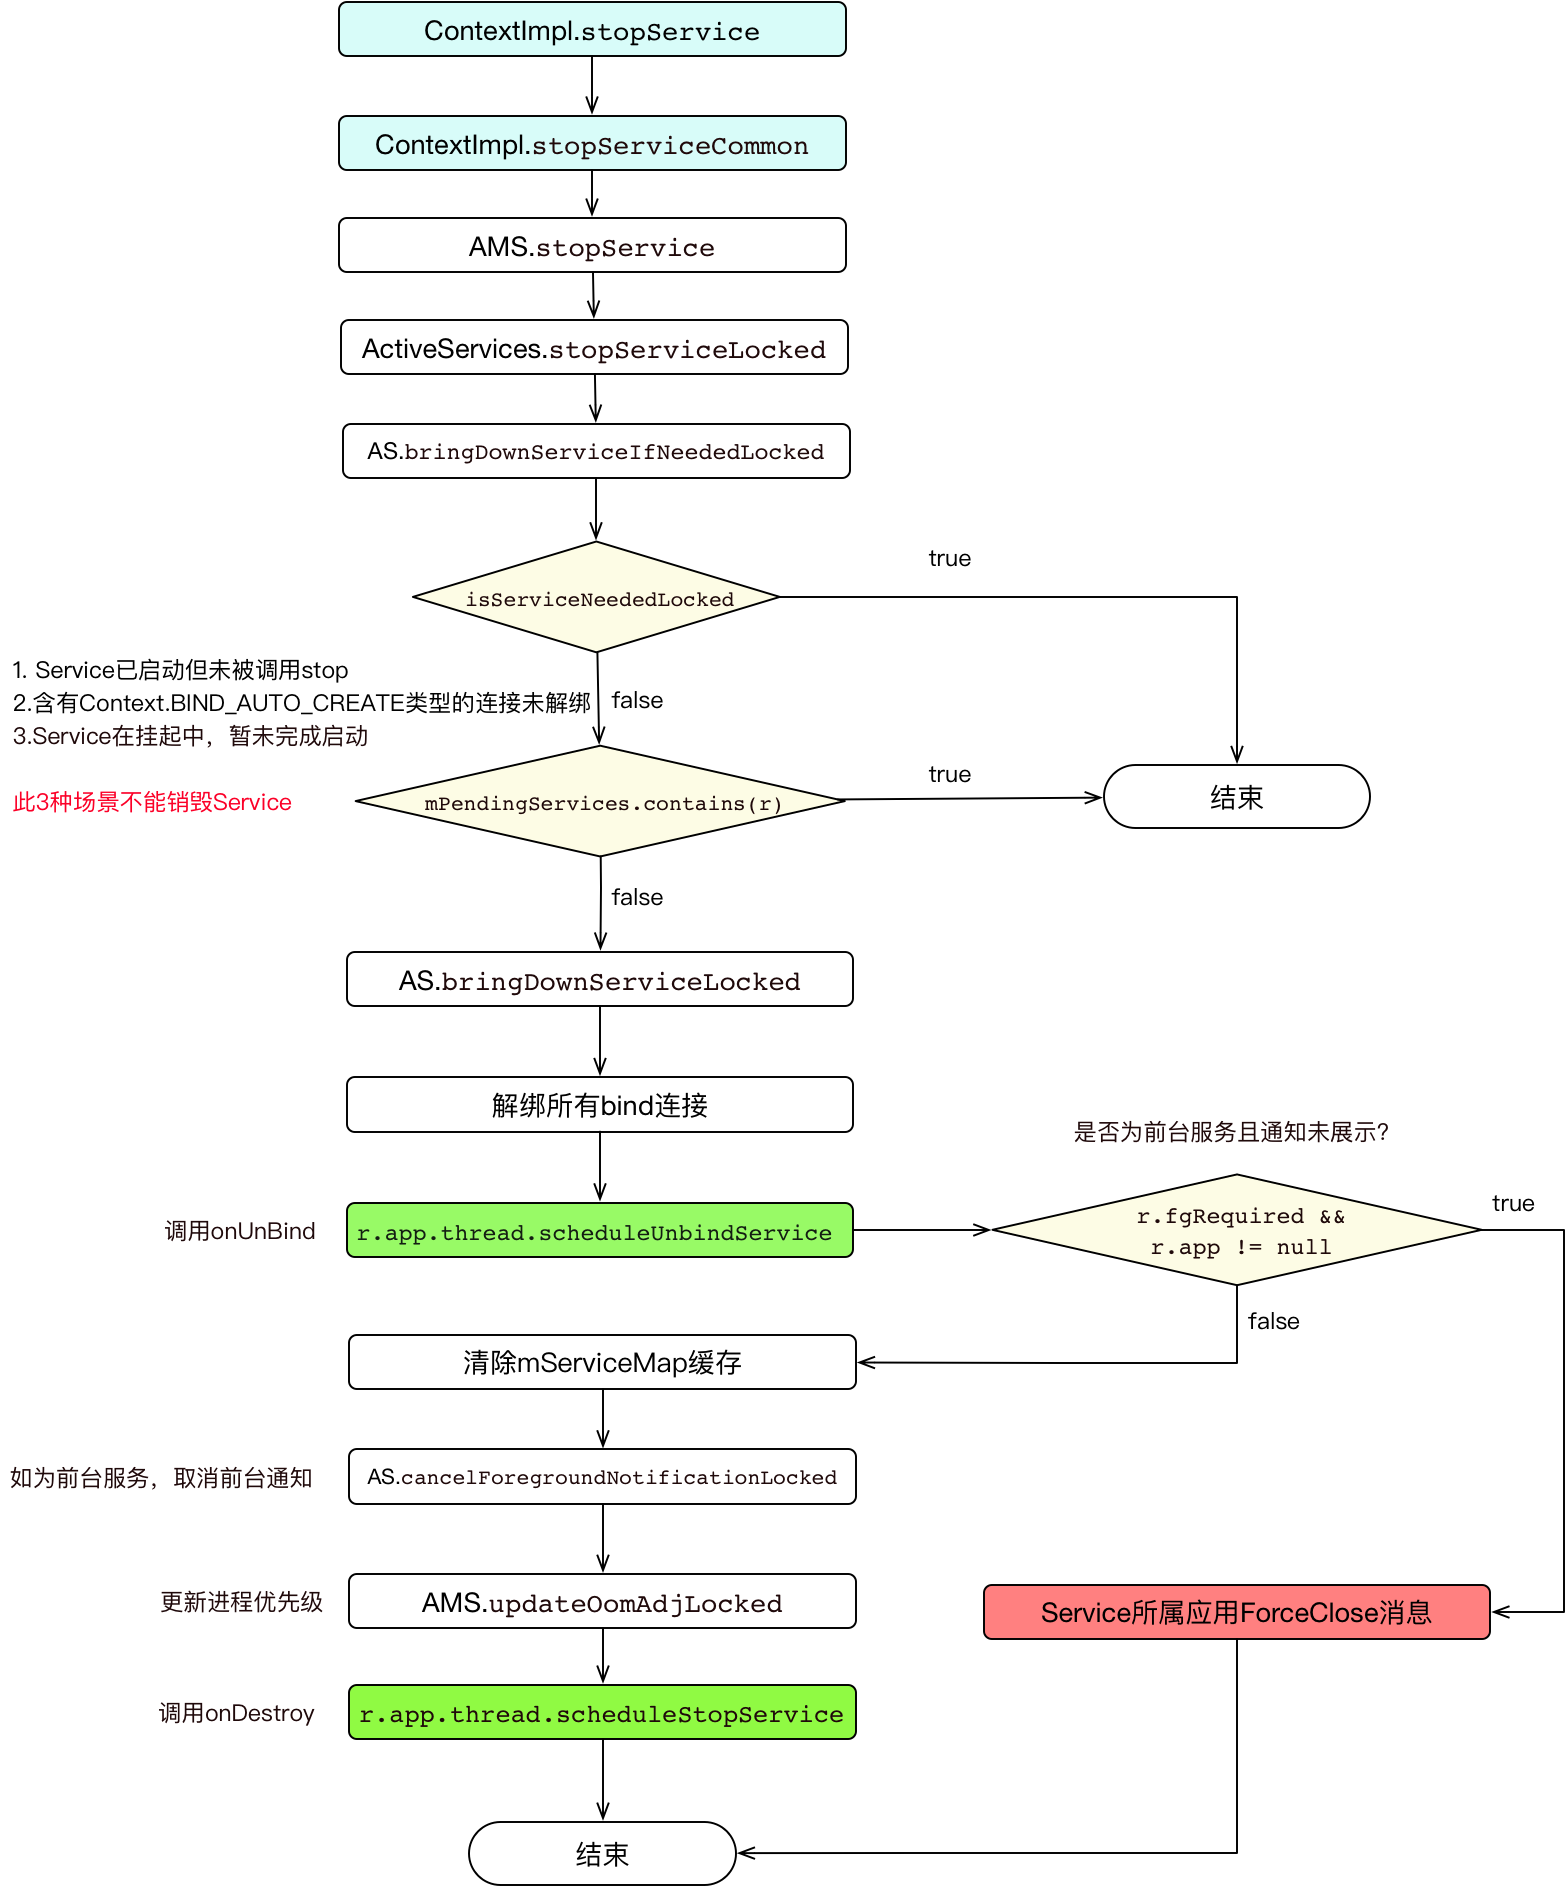 ContextImpl.stopService
ContextImpl.stopServiceCommon
AMS.stopService
ActiveServices.stopServiceLocked
AS.bringDownServiceIfNeededLocked
true
isServiceNeededLocked
1. Service已启动但未被调用stop
2.含有Context.BIND_AUTO_CREATE类型的连接未解绑
3.Service在挂起中，暂未完成启动
false
此3种场景不能销毁Service
mPendingServices.contains(r)
true
结束
false
AS.bringDownServiceLocked
解绑所有bind连接
是否为前台服务且通知未展示？
调用onUnBind
r.app.thread.scheduleUnbindService
r.fgRequired &&
r.app != null
true
false
清除mServiceMap缓存
如为前台服务，取消前台通知
AS.cancelForegroundNotificationLocked
更新进程优先级
AMS.updateOomAdjLocked
Service所属应用ForceClose消息
调用onDestroy
r.app.thread.scheduleStopService
结束